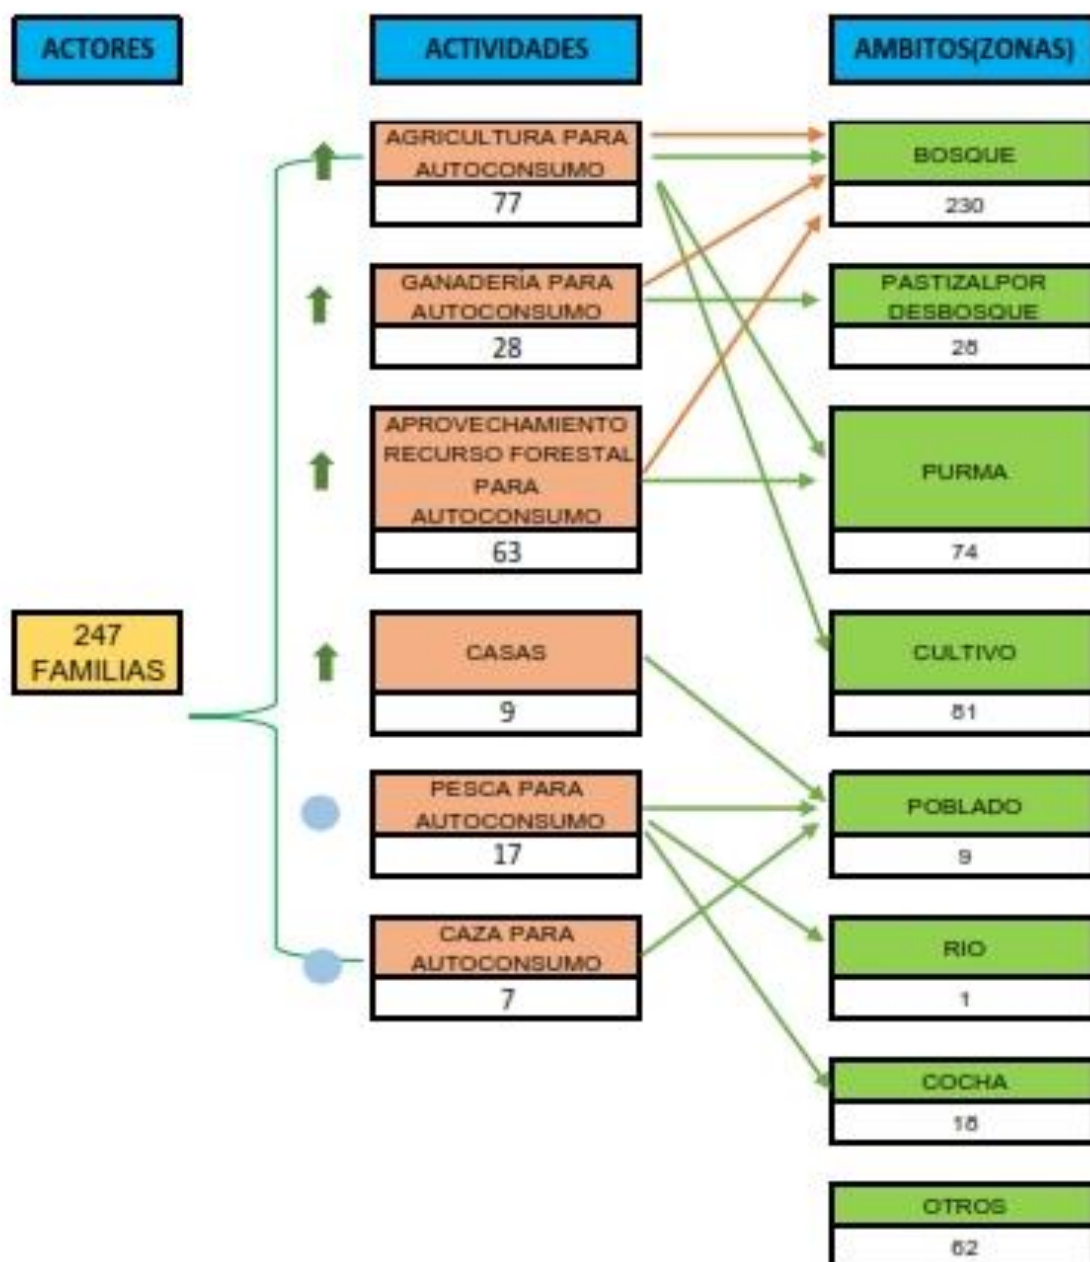 ACTORES
ACTIVIDADES
AMBITOS(ZONAS)
AGRICULTURA PARA
AUTOCONSUMO
77
BOSQUE
230
GANADERÍA PARA
AUTOCONSUMO
28
PASTIZALPOR
DESBOSQUE
28
APROVECHAMIENTO
RECURSO FORESTAL
PARA
AUTOCONSUMO
63
PURMA
74
247
FAMILIAS
CASAS
9
CULTIVO
81
PESCA PARA
AUTOCONSUMO
17
POBLADO
9
CAZA PARA
AUTOCONSUMO
7
RIO
1
COCHA
18
OTROS
62